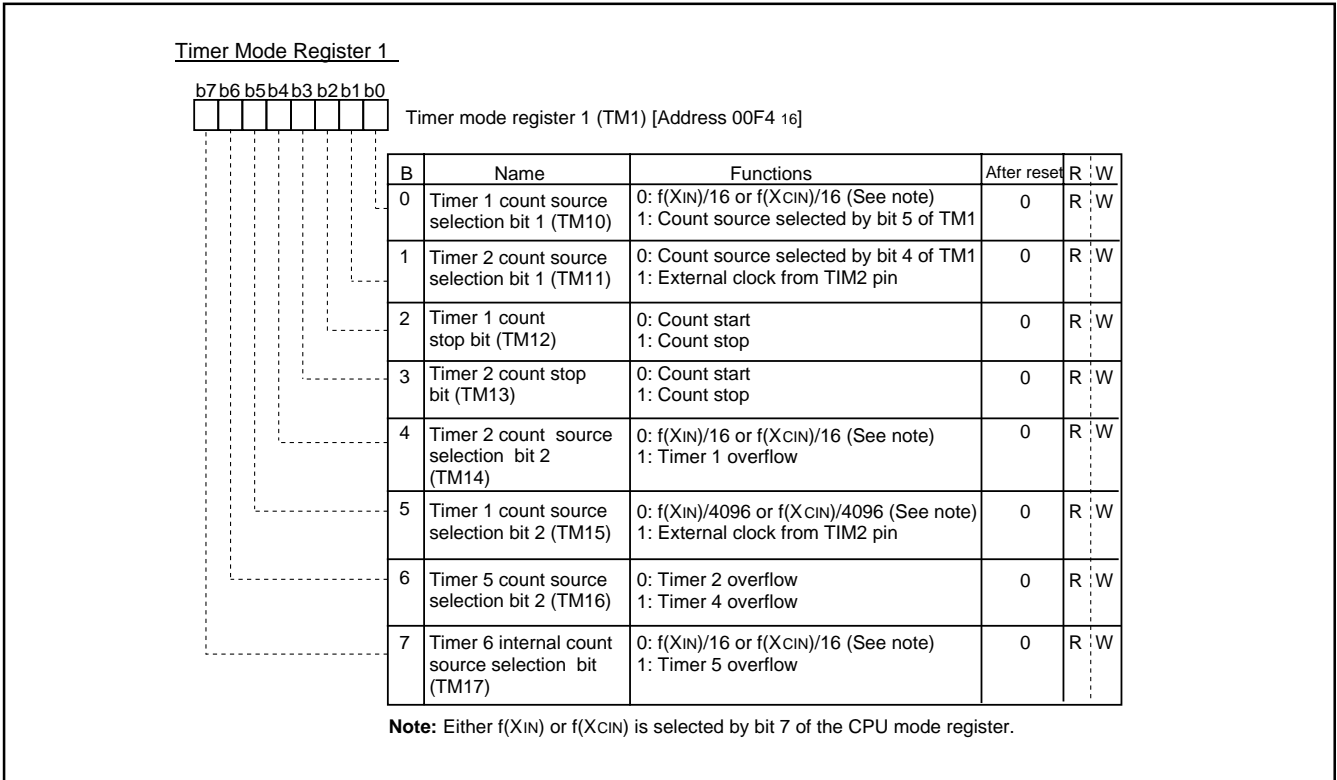 Timer Mode Register 1
b7 b6 b5 b4 b3 b2 b1 b0
Timer mode register 1 (TM1) [Address 00F4 16]
B Name Functions After reset R W
0 Timer 1 count source 0: f(XIN)/16 or f(XCIN)/16 (See note) 0 R W
selection bit 1 (TM10) 1: Count source selected by bit 5 of TM1
1 Timer 2 count source 0: Count source selected by bit 4 of TM1 0 R W
selection bit 1 (TM11) 1: External clock from TIM2 pin
2 Timer 1 count 0: Count start 0 R W
stop bit (TM12) 1: Count stop
3 Timer 2 count stop 0: Count start 0 R W
bit (TM13) 1: Count stop
4 Timer 2 count source 0: f(XIN)/16 or f(XCIN)/16 (See note) 0 R W
selection bit 2 1: Timer 1 overflow
(TM14)
5 Timer 1 count source 0: f(XIN)/4096 or f(XCIN)/4096 (See note) 0 R W
selection bit 2 (TM15) 1: External clock from TIM2 pin
6 Timer 5 count source 0: Timer 2 overflow 0 R W
selection bit 2 (TM16) 1: Timer 4 overflow
7 Timer 6 internal count 0: f(XIN)/16 or f(XCIN)/16 (See note) 0 R W
source selection bit 1: Timer 5 overflow
(TM17)
Note: Either f(XIN) or f(XCIN) is selected by bit 7 of the CPU mode register.